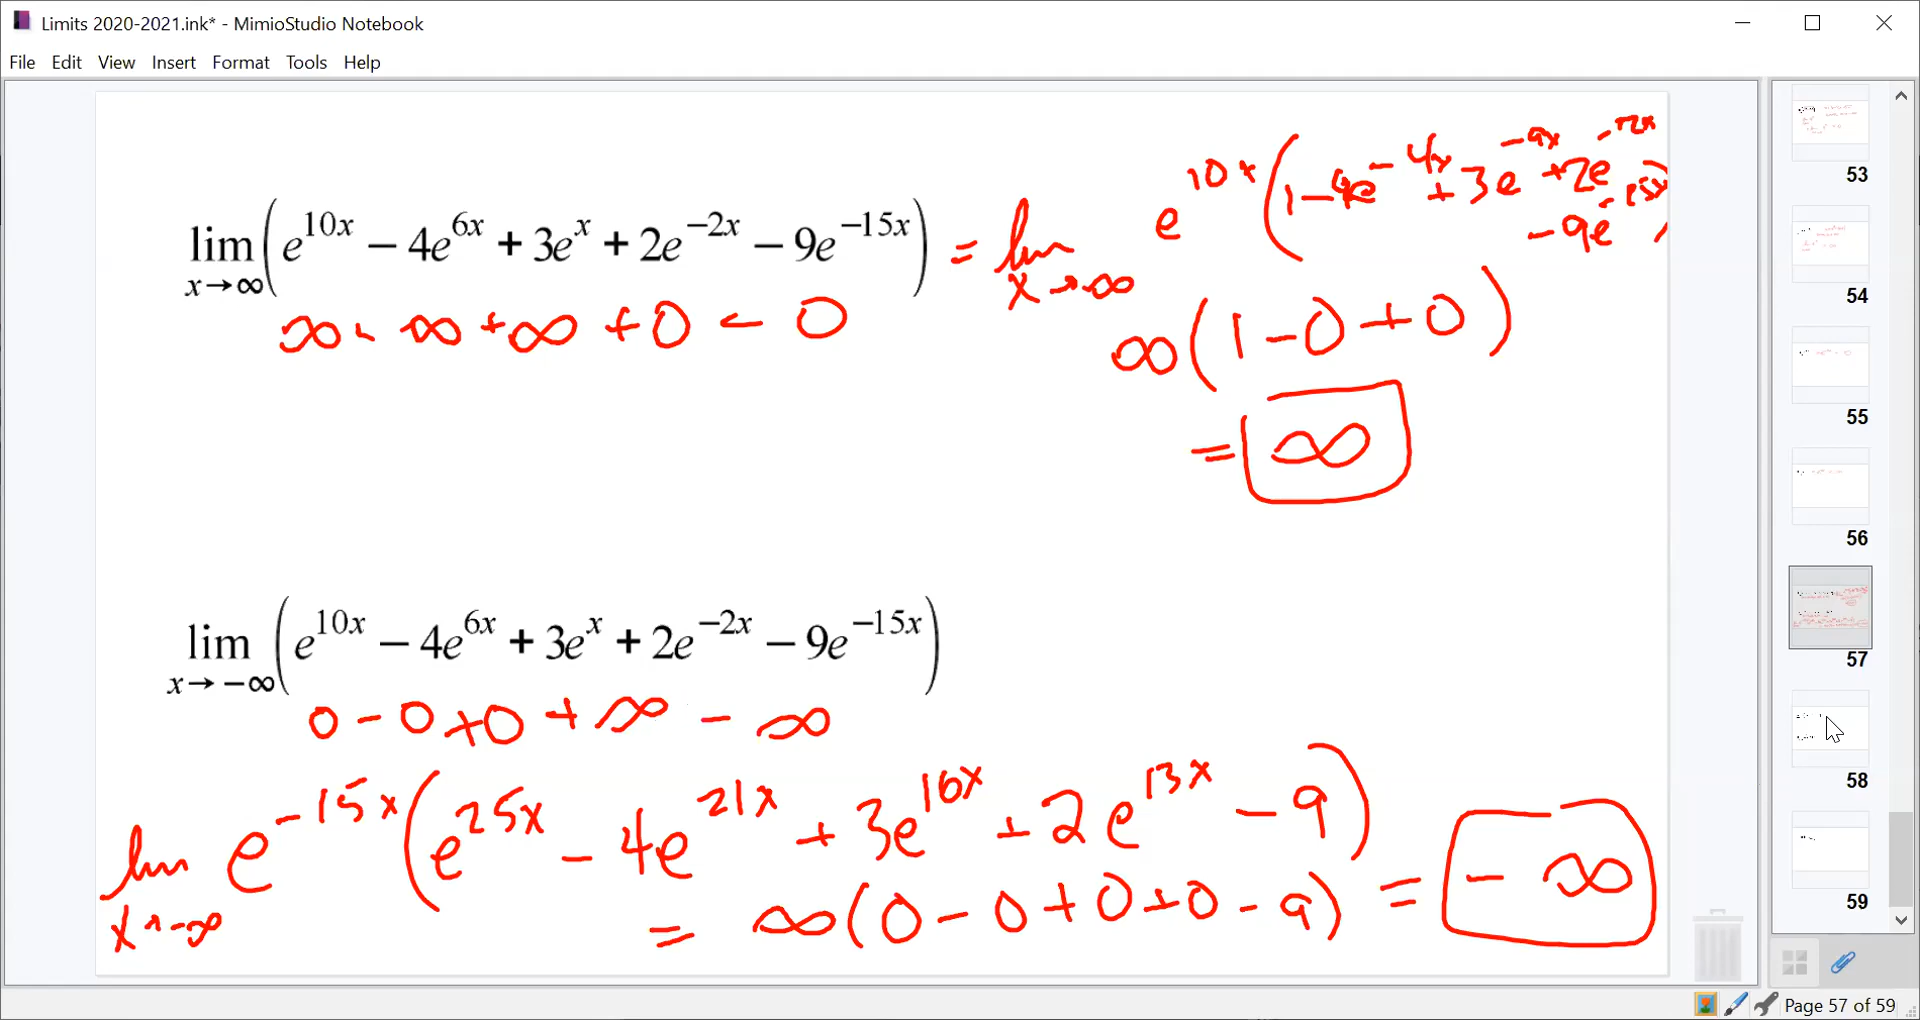 Limits 2020-2021.ink* - MimioStudio Notebook
File Edit View Insert Format Tools Help
lim x→∞ (e^{10x} − 4e^{6x} + 3e^{x} + 2e^{−2x} − 9e^{−15x}) = lim x→∞ e^{10x} (1 − 4e^{−4x} + 3e^{−9x} + 2e^{−12x}
− 9e
∞ - ∞ + ∞ + 0 - 0
∞ (1 − 0 + 0)
= ∞
lim x→−∞ (e^{10x} − 4e^{6x} + 3e^{x} + 2e^{−2x} − 9e^{−15x})
0 − 0 + 0 + ∞ − ∞
lim x→−∞ e^{−15x} (e^{25x} − 4e^{21x} + 3e^{16x} + 2e^{13x} − 9)
= ∞ (0 − 0 + 0 + 0 − 9) = − ∞
53
54
55
56
57
58
59
Page 57 of 59